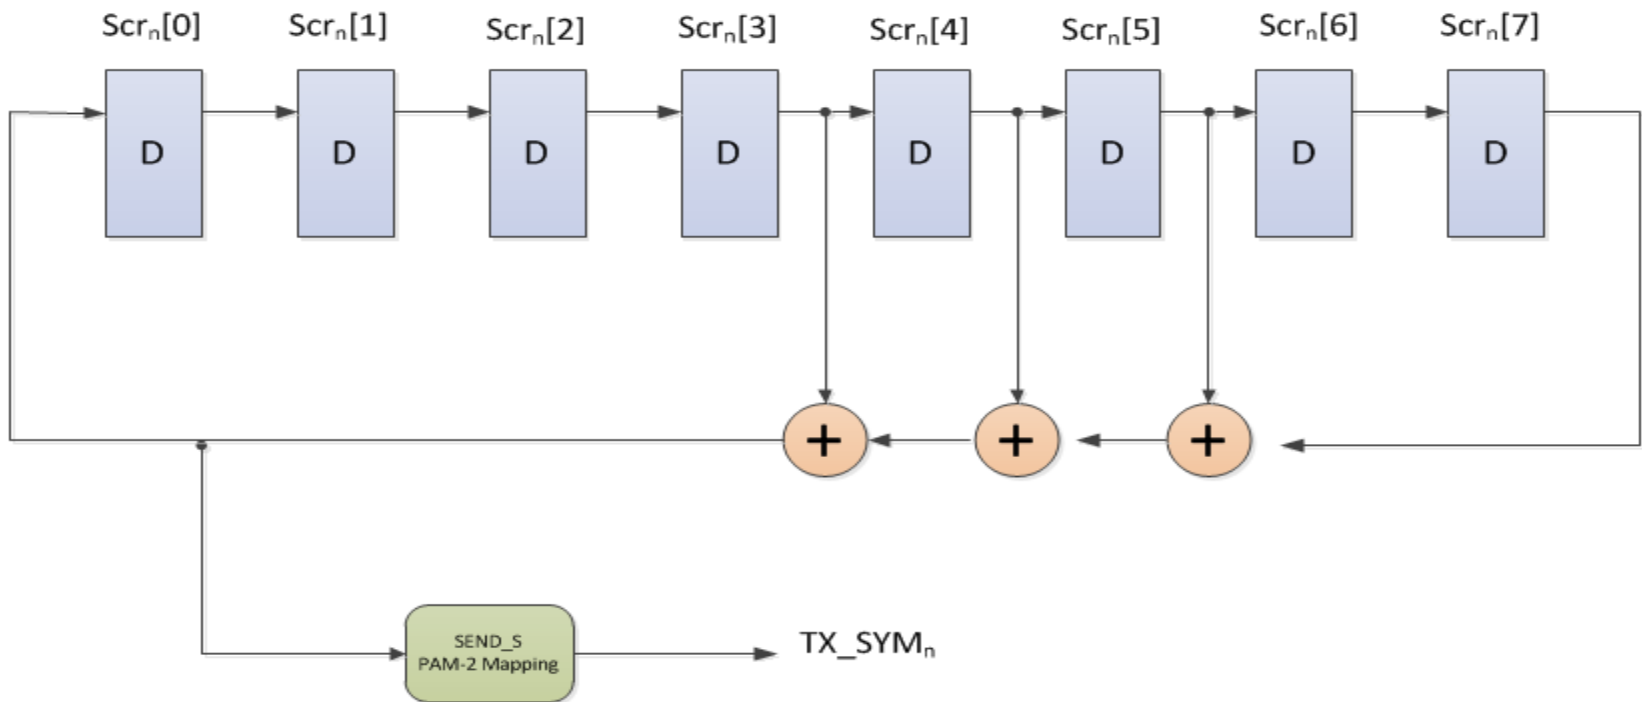 Scrn[0] Scrn[1] Scrn[2] Scrn[3] Scrn[4] Scrn[5] Scrn[6] Scrn[7]
D D D D D D D D
+ + +
SEND_S
PAM-2 Mapping
TX_SYMn